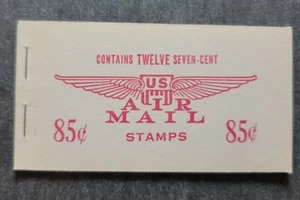 CONTAINS TWELVE SEVEN-CENT
US
AIR
MAIL
85¢ STAMPS 85¢